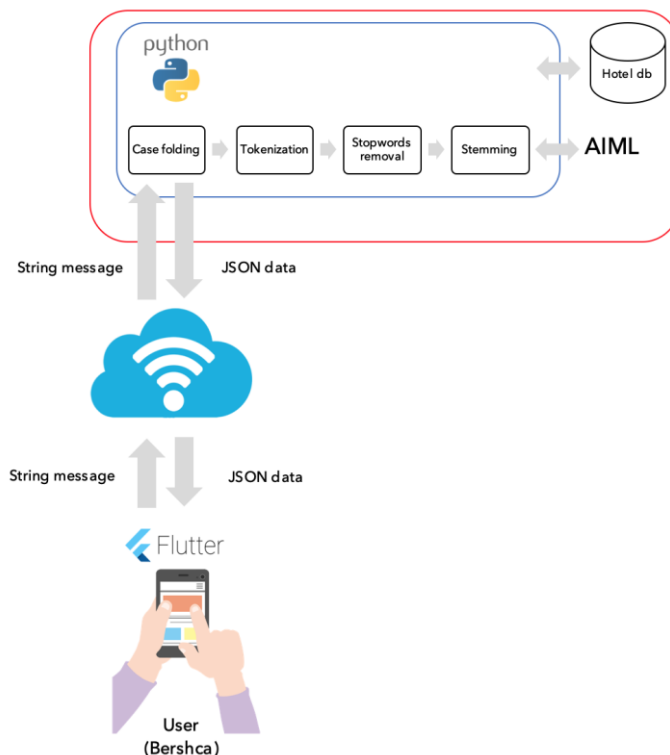 python
Hotel db
Case folding
Tokenization
Stopwords
removal
Stemming
AIML
String message
JSON data
String message
JSON data
Flutter
User
(Bershca)